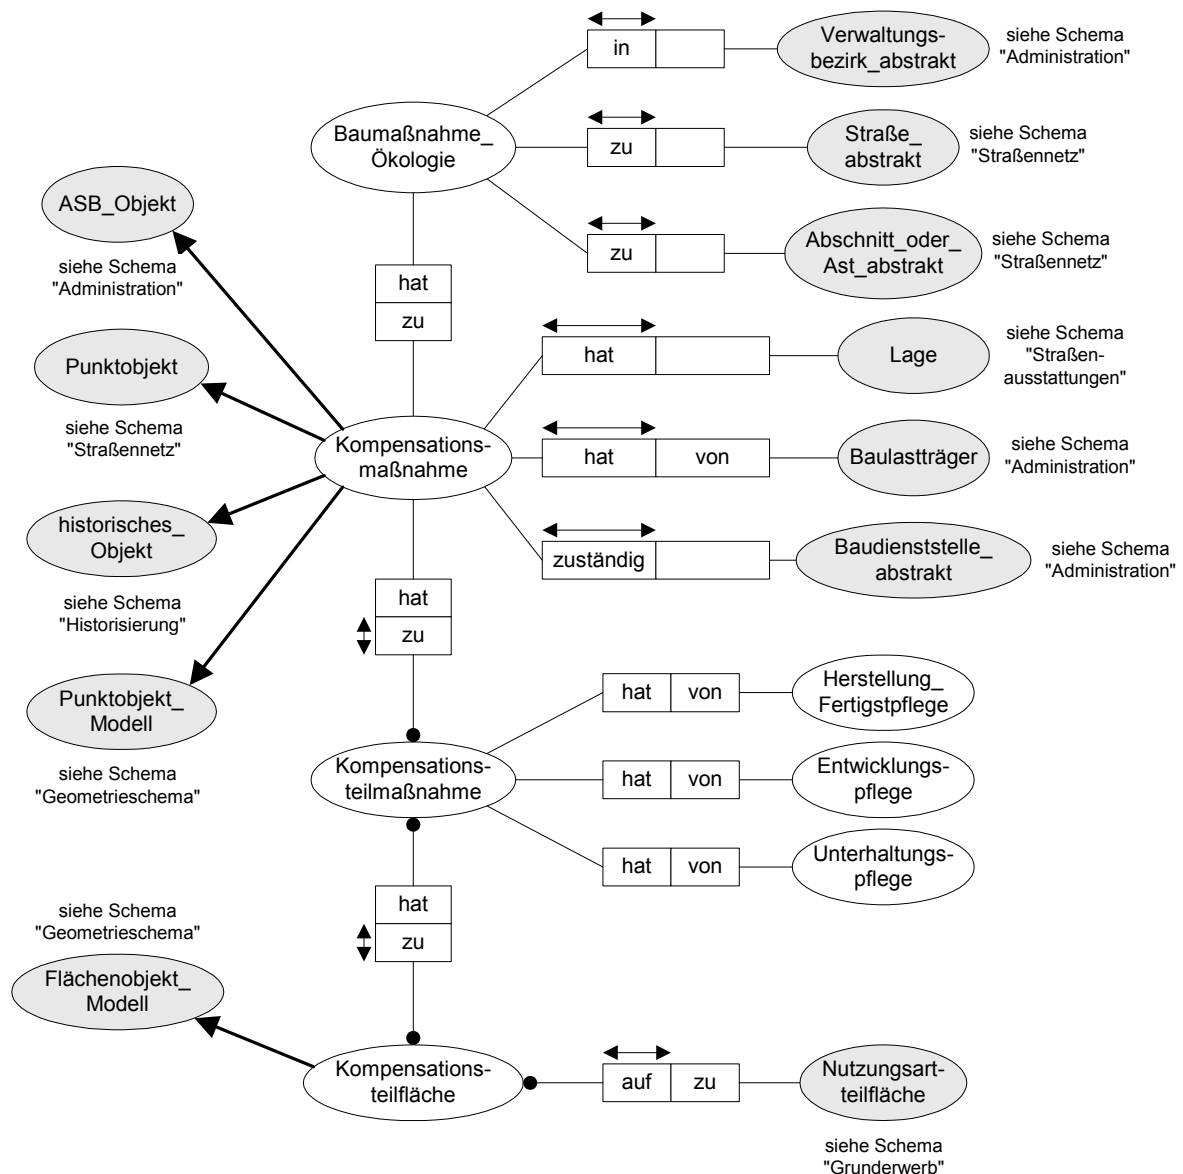 in
Verwaltungs-
bezirk_abstrakt
siehe Schema
"Administration"
Baumaßnahme_
Ökologie
zu
Straße_
abstrakt
siehe Schema
"Straßennetz"
ASB_Objekt
siehe Schema
"Administration"
zu
Abschnitt_oder_
Ast_abstrakt
siehe Schema
"Straßennetz"
hat
zu
Punktobjekt
siehe Schema
"Straßennetz"
hat
Lage
siehe Schema
"Straßen-
ausstattungen"
Kompensations-
maßnahme
hat
von
Baulastträger
siehe Schema
"Administration"
historisches_
Objekt
siehe Schema
"Historisierung"
zuständig
Baudienststelle_
abstrakt
siehe Schema
"Administration"
hat
zu
Punktobjekt_
Modell
siehe Schema
"Geometrieschema"
hat
von
Herstellung_
Fertigstpflege
Kompensations-
teilmaßnahme
hat
von
Entwicklungs-
pflege
hat
von
Unterhaltungs-
pflege
hat
zu
siehe Schema
"Geometrieschema"
Flächenobjekt_
Modell
Kompensations-
teilfläche
auf
zu
Nutzungsart-
teilfläche
siehe Schema
"Grunderwerb"